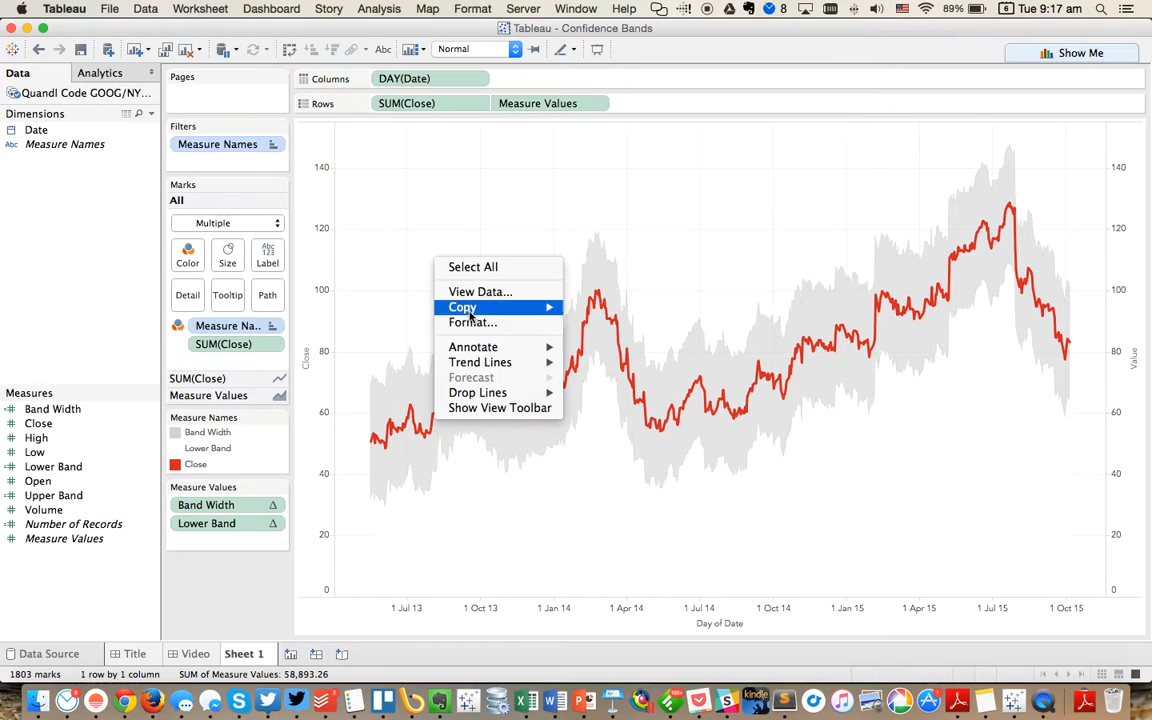 Tableau File Data Worksheet Dashboard Story Analysis Map Format Server Window Help 8 89% 6 Tue 9:17 am
Tableau - Confidence Bands
Abc Normal Show Me
Data Analytics
Quandl Code GOOG/NY...
Dimensions
Date
Abc Measure Names
Measures
Band Width
Close
High
Low
Lower Band
Open
Upper Band
Volume
Number of Records
Measure Values
Pages
Filters
Measure Names
Marks
All
Multiple
Color Size Abc 123 Label
Detail Tooltip Path
Measure Na..
SUM(Close)
SUM(Close)
Measure Values
Measure Names
Band Width
Lower Band
Close
Measure Values
Band Width Δ
Lower Band Δ
Columns DAY(Date)
Rows SUM(Close) Measure Values
140 140
120 120
100 100
80 80
60 60
40 40
20 20
0 0
Close
Value
1 Jul 13 1 Oct 13 1 Jan 14 1 Apr 14 1 Jul 14 1 Oct 14 1 Jan 15 1 Apr 15 1 Jul 15 1 Oct 15
Day of Date
Select All
View Data...
Copy
Format...
Annotate
Trend Lines
Forecast
Drop Lines
Show View Toolbar
Data Source Title Video Sheet 1
1803 marks 1 row by 1 column SUM of Measure Values: 58,893.26